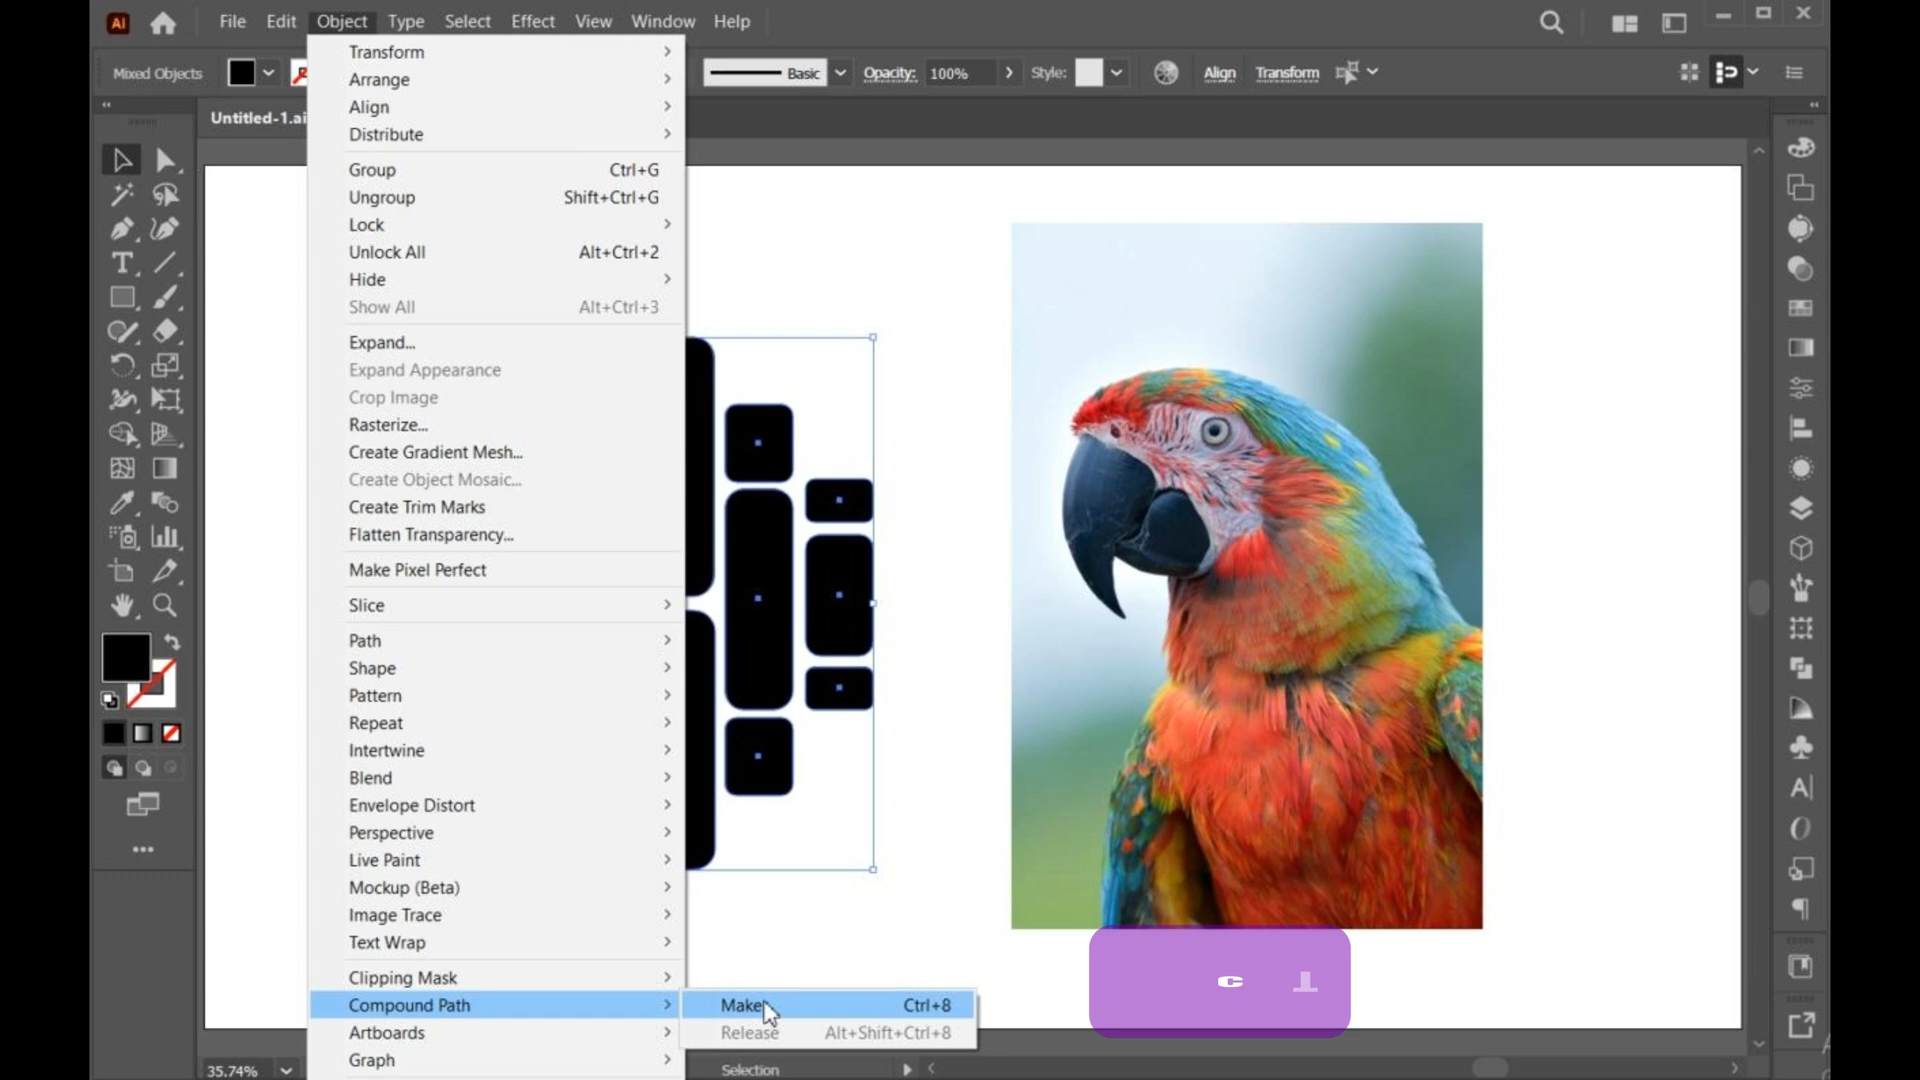 Ai File Edit Object Type Select Effect View Window Help
Mixed Objects Basic Opacity: 100% Style: Align Transform
Untitled-1.ai
Transform
Arrange
Align
Distribute
Group Ctrl+G
Ungroup Shift+Ctrl+G
Lock
Unlock All Alt+Ctrl+2
Hide
Show All Alt+Ctrl+3
Expand...
Expand Appearance
Crop Image
Rasterize...
Create Gradient Mesh...
Create Object Mosaic...
Create Trim Marks
Flatten Transparency...
Make Pixel Perfect
Slice
Path
Shape
Pattern
Repeat
Intertwine
Blend
Envelope Distort
Perspective
Live Paint
Mockup (Beta)
Image Trace
Text Wrap
Clipping Mask
Compound Path
Make Ctrl+8
Release Alt+Shift+Ctrl+8
Artboards
Graph
35.74% Selection